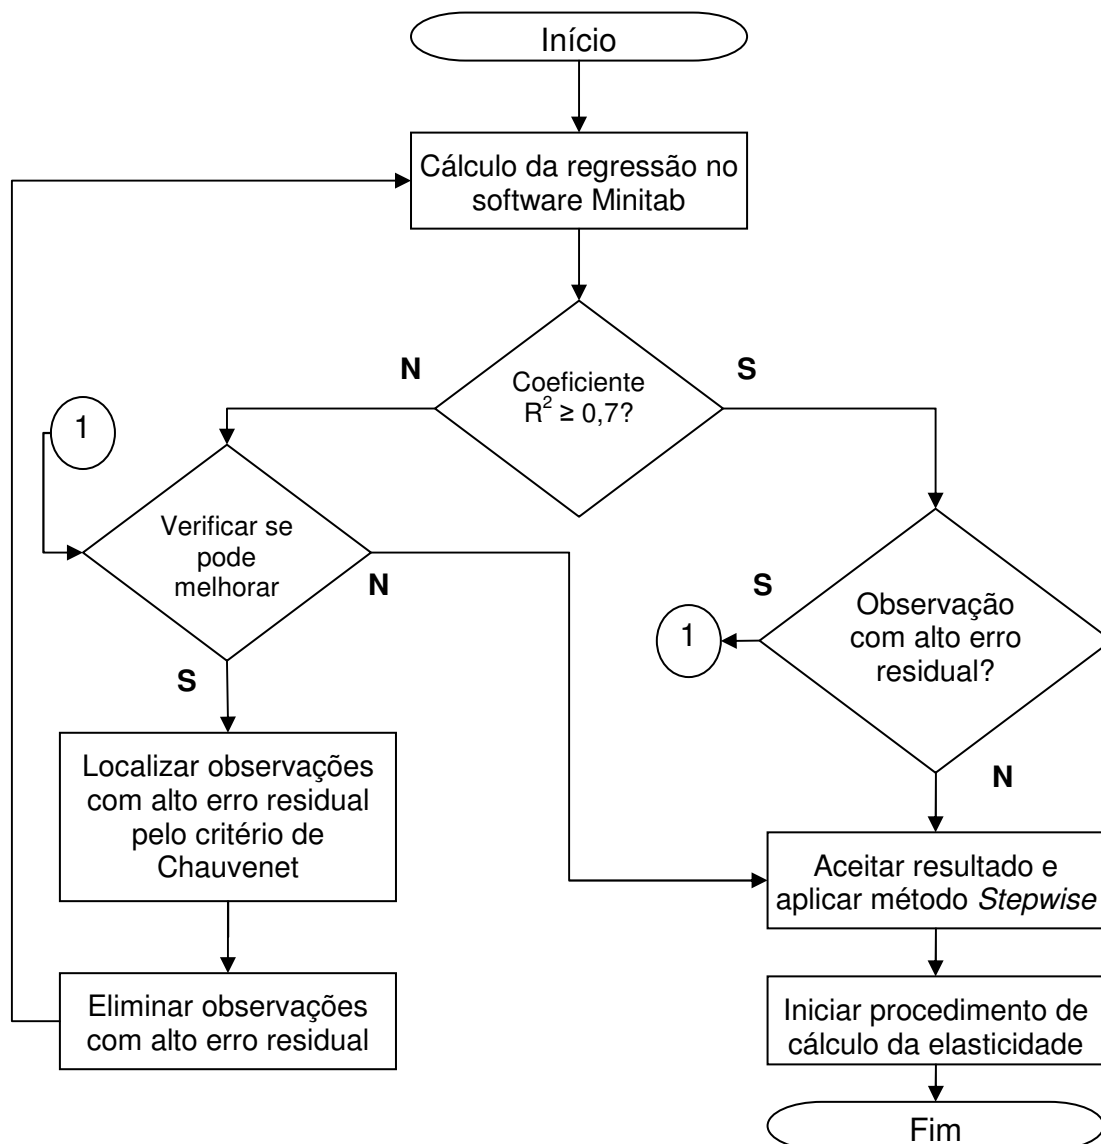 Início
Cálculo da regressão no
software Minitab
N
S
Coeficiente
R² ≥ 0,7?
1
Verificar se
pode
melhorar
N
S
S
1
Observação
com alto erro
residual?
N
Localizar observações
com alto erro residual
pelo critério de
Chauvenet
Aceitar resultado e
aplicar método Stepwise
Eliminar observações
com alto erro residual
Iniciar procedimento de
cálculo da elasticidade
Fim